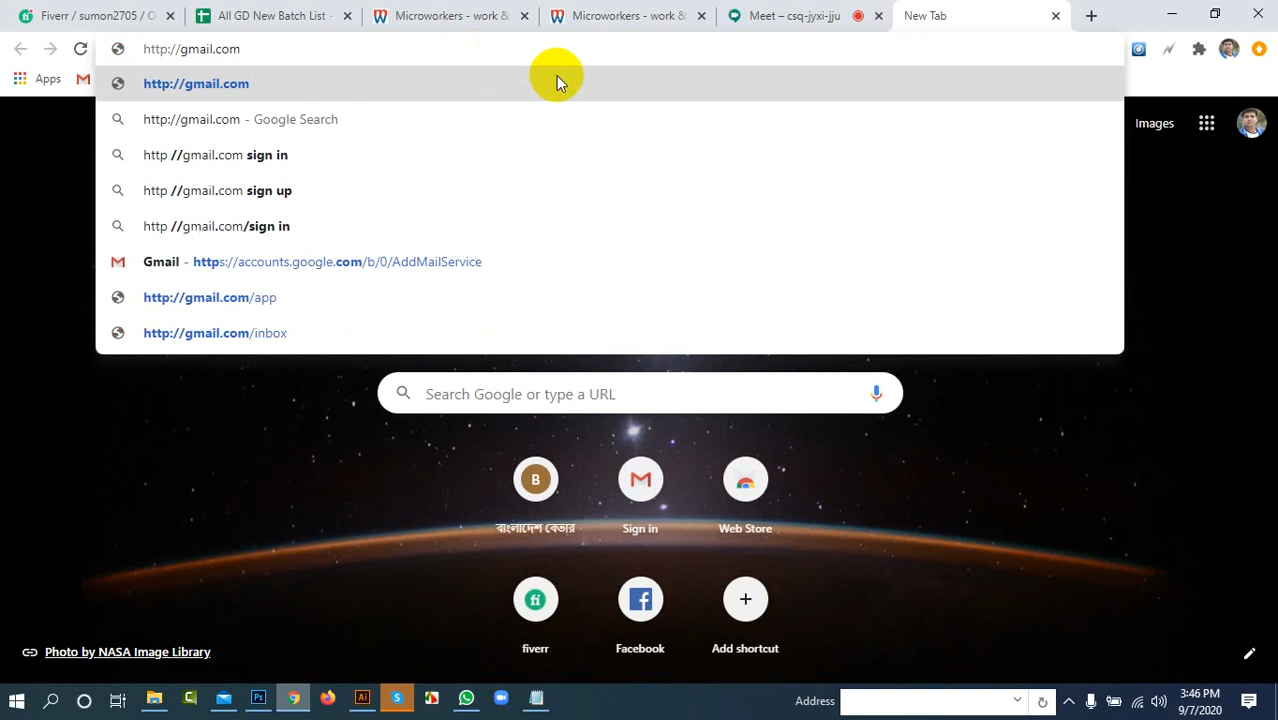 Fiverr / sumon2705 / O
All GD New Batch List -
Microworkers - work &
Microworkers - work &
Meet – csq-jyxi-jju
New Tab
http://gmail.com
Apps
http://gmail.com
http://gmail.com - Google Search
http //gmail.com sign in
http //gmail.com sign up
http //gmail.com/sign in
Gmail - https://accounts.google.com/b/0/AddMailService
http://gmail.com/app
http://gmail.com/inbox
Images
Search Google or type a URL
B
বাংলাদেশ বেতার
Sign in
Web Store
fi
fiverr
Facebook
Add shortcut
Photo by NASA Image Library
Address
3:46 PM
9/7/2020